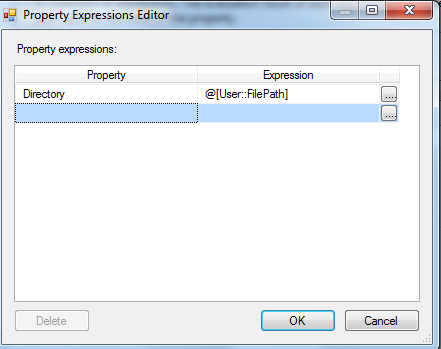 Property Expressions Editor
Property expressions:
Property Expression
Directory @[User::FilePath] ...
...
Delete OK Cancel